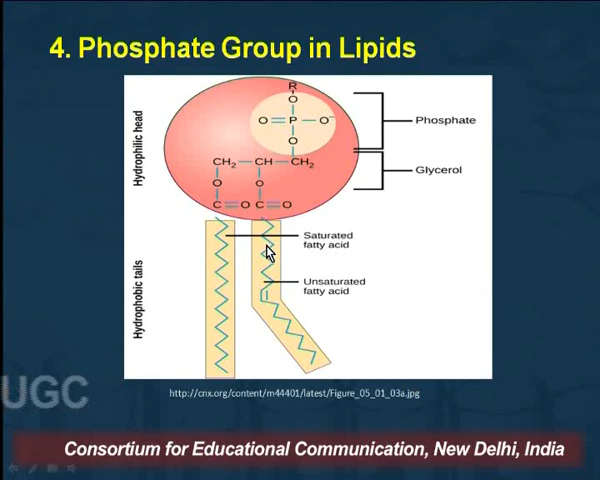 4. Phosphate Group in Lipids
Hydrophilic head
R
O
O=P—O⁻
O
CH2—CH—CH2
O O
C=O C=O
Phosphate
Glycerol
Hydrophobic tails
Saturated
fatty acid
Unsaturated
fatty acid
UGC
http://cnx.org/content/m44401/latest/Figure_05_01_03a.jpg
Consortium for Educational Communication, New Delhi, India